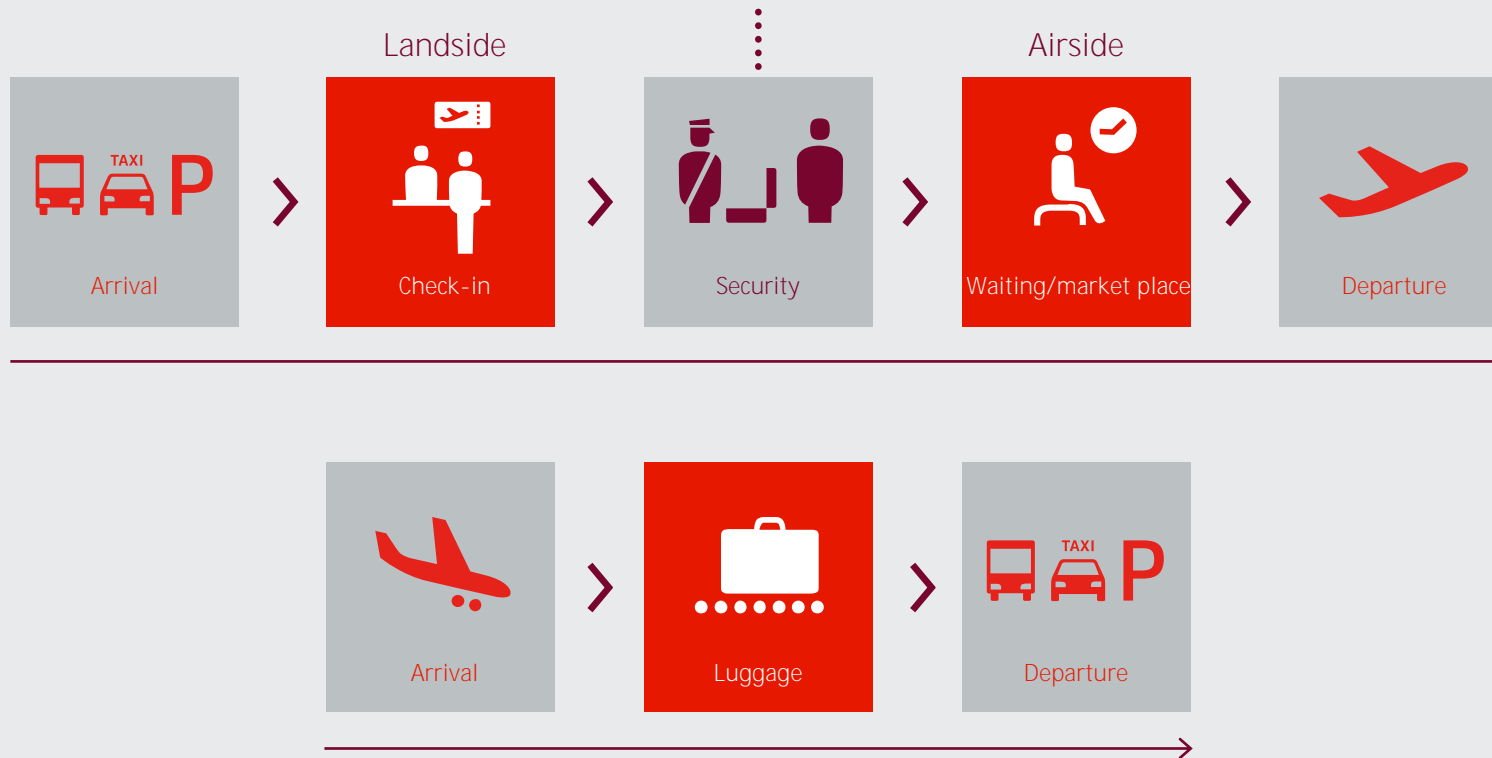 Landside
Airside
TAXI
P
Arrival
Check-in
Security
Waiting/market place
Departure
TAXI
P
Arrival
Luggage
Departure